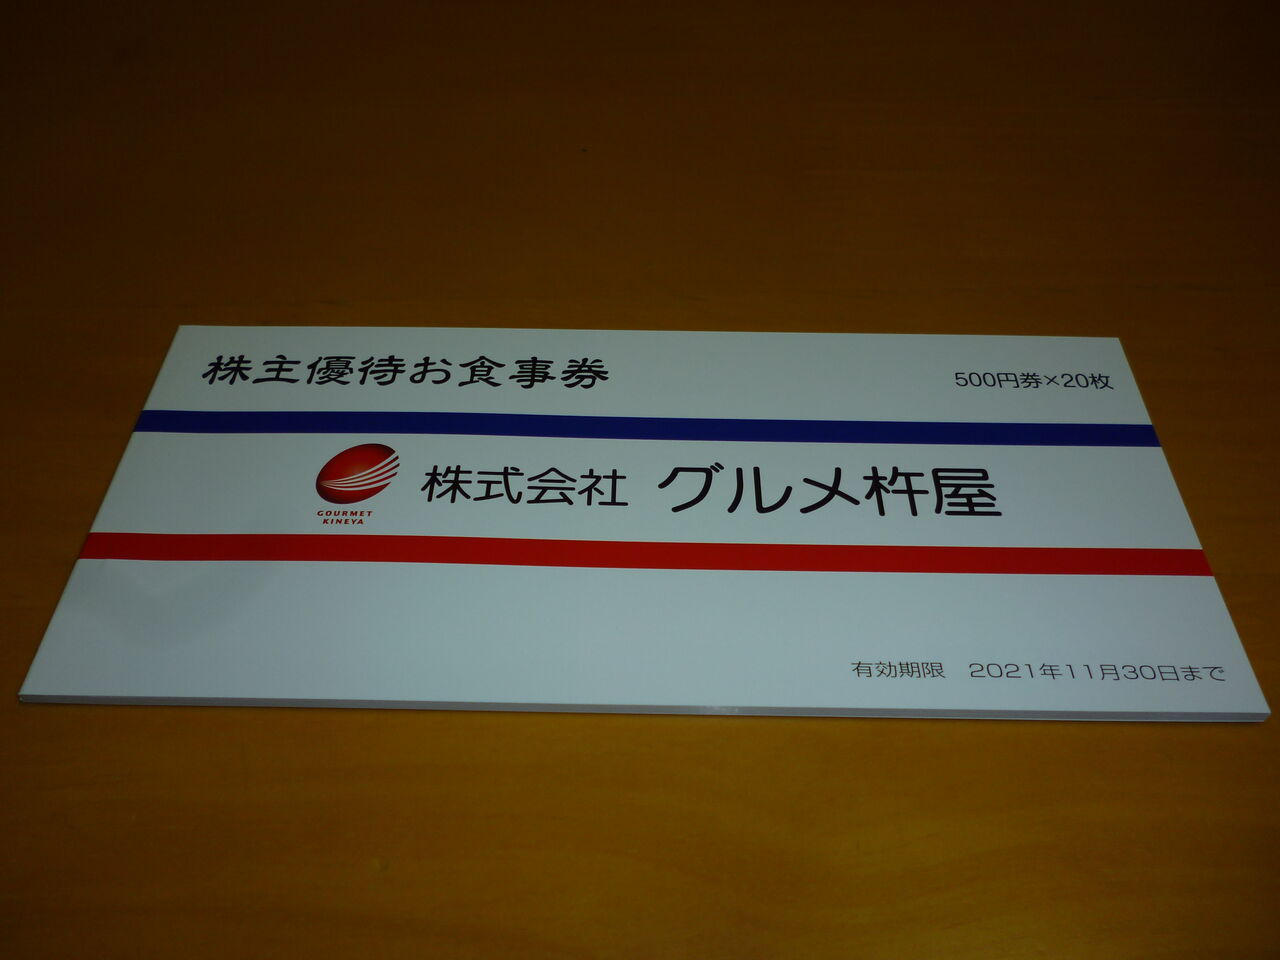 株主優待お食事券
500円券×20枚
GOURMET
KINEYA
株式会社 グルメ杵屋
有効期限 2021年11月30日まで